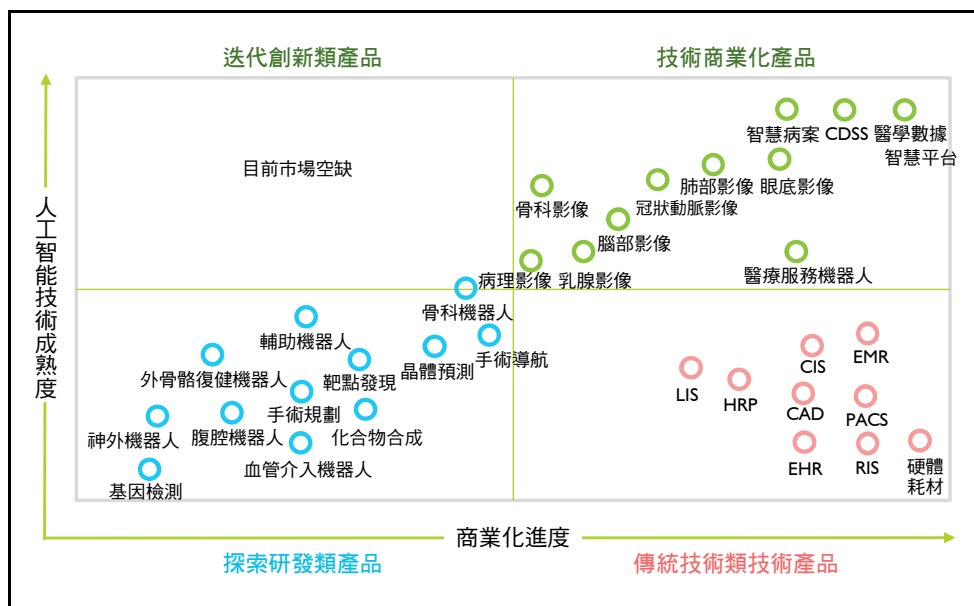 迭代創新類產品
技術商業化產品
智慧病案
CDSS
醫學數據
智慧平台
目前市場空缺
肺部影像
眼底影像
骨科影像
冠狀動脈影像
腦部影像
病理影像
乳腺影像
醫療服務機器人
人工智能技術成熟度
骨科機器人
輔助機器人
手術導航
EMR
晶體預測
CIS
外骨骼復健機器人
靶點發現
LIS
HRP
手術規劃
CAD
PACS
神外機器人
腹腔機器人
化合物合成
血管介入機器人
EHR
RIS
硬體
耗材
基因檢測
商業化進度
探索研發類產品
傳統技術類技術產品